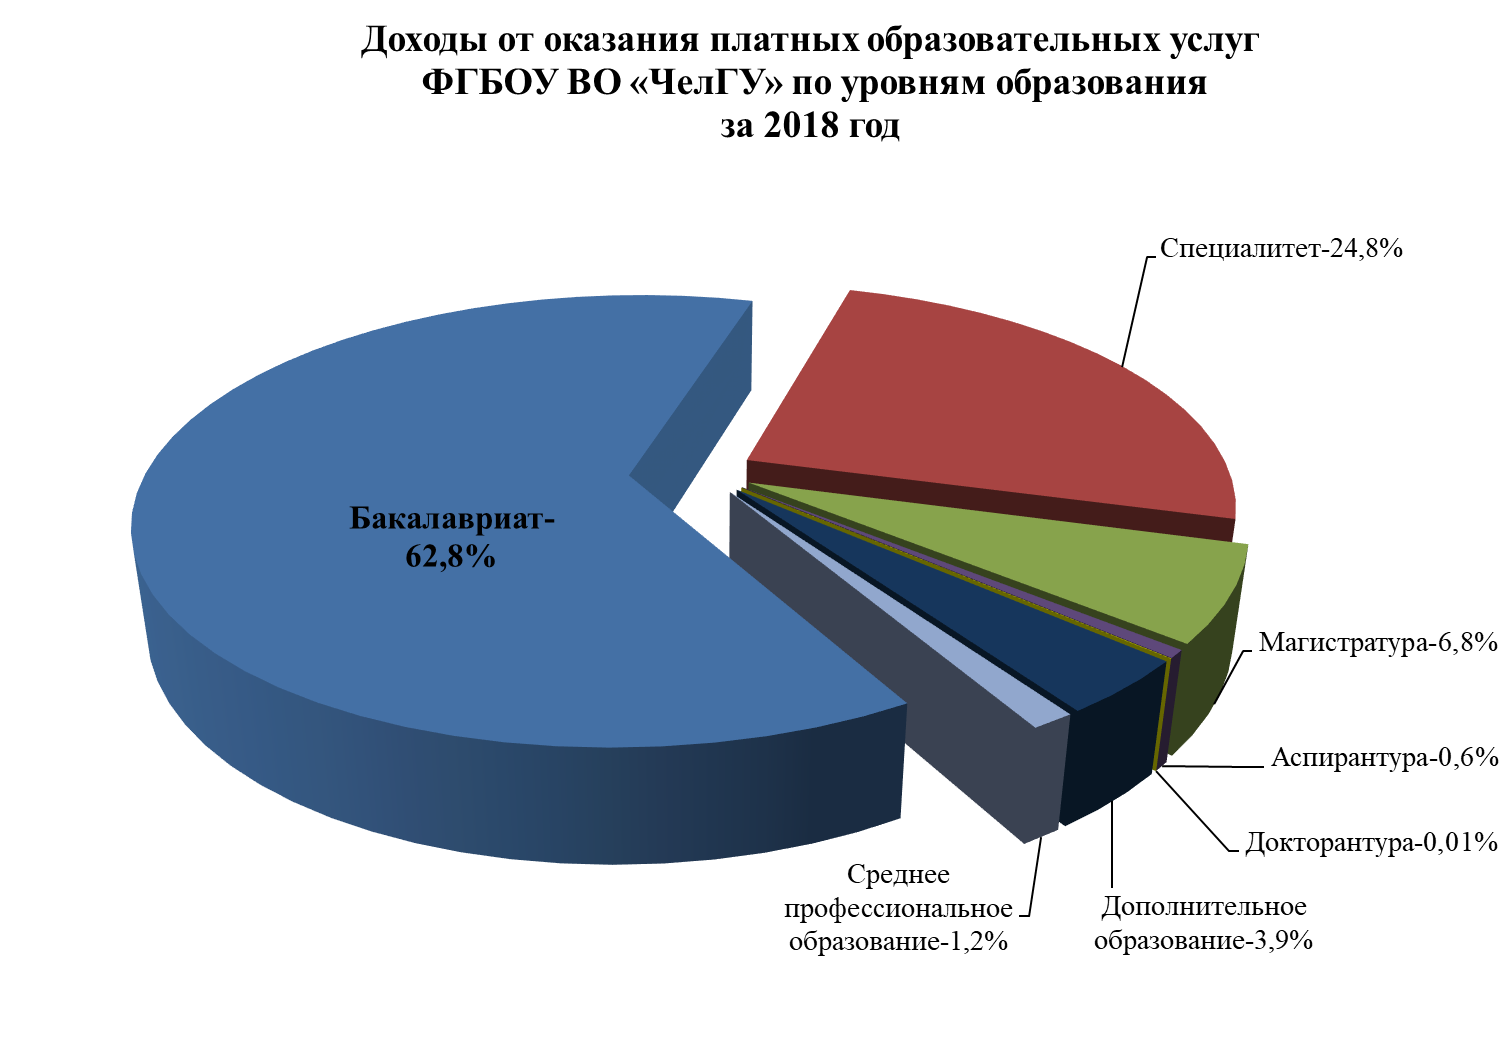 Доходы от оказания платных образовательных услуг
ФГБОУ ВО «ЧелГУ» по уровням образования
за 2018 год
Специалитет-24,8%
Бакалавриат-
62,8%
Магистратура-6,8%
Аспирантура-0,6%
Докторантура-0,01%
Среднее
профессиональное
образование-1,2%
Дополнительное
образование-3,9%